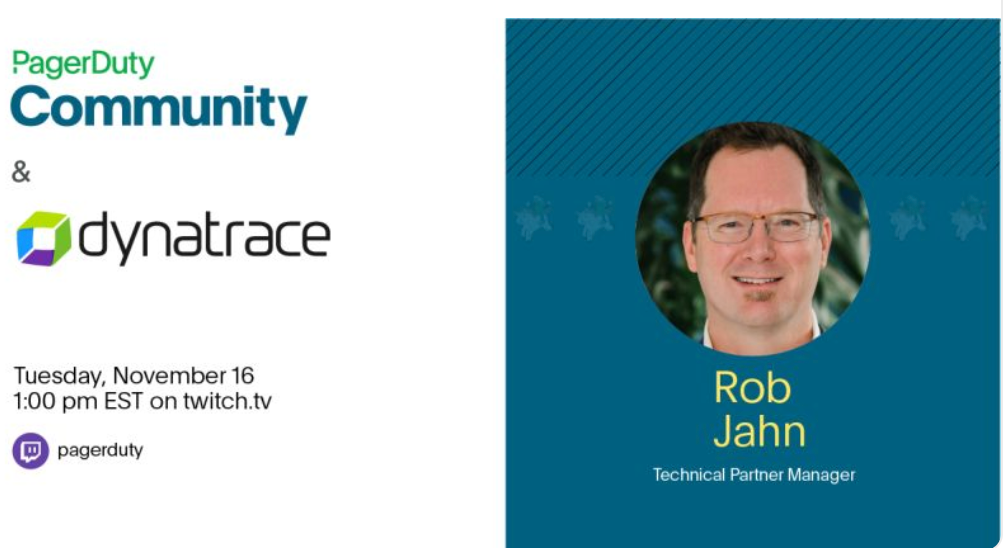 PagerDuty
Community
&
dynatrace
Tuesday, November 16
1:00 pm EST on twitch.tv
pagerduty
Rob
Jahn
Technical Partner Manager